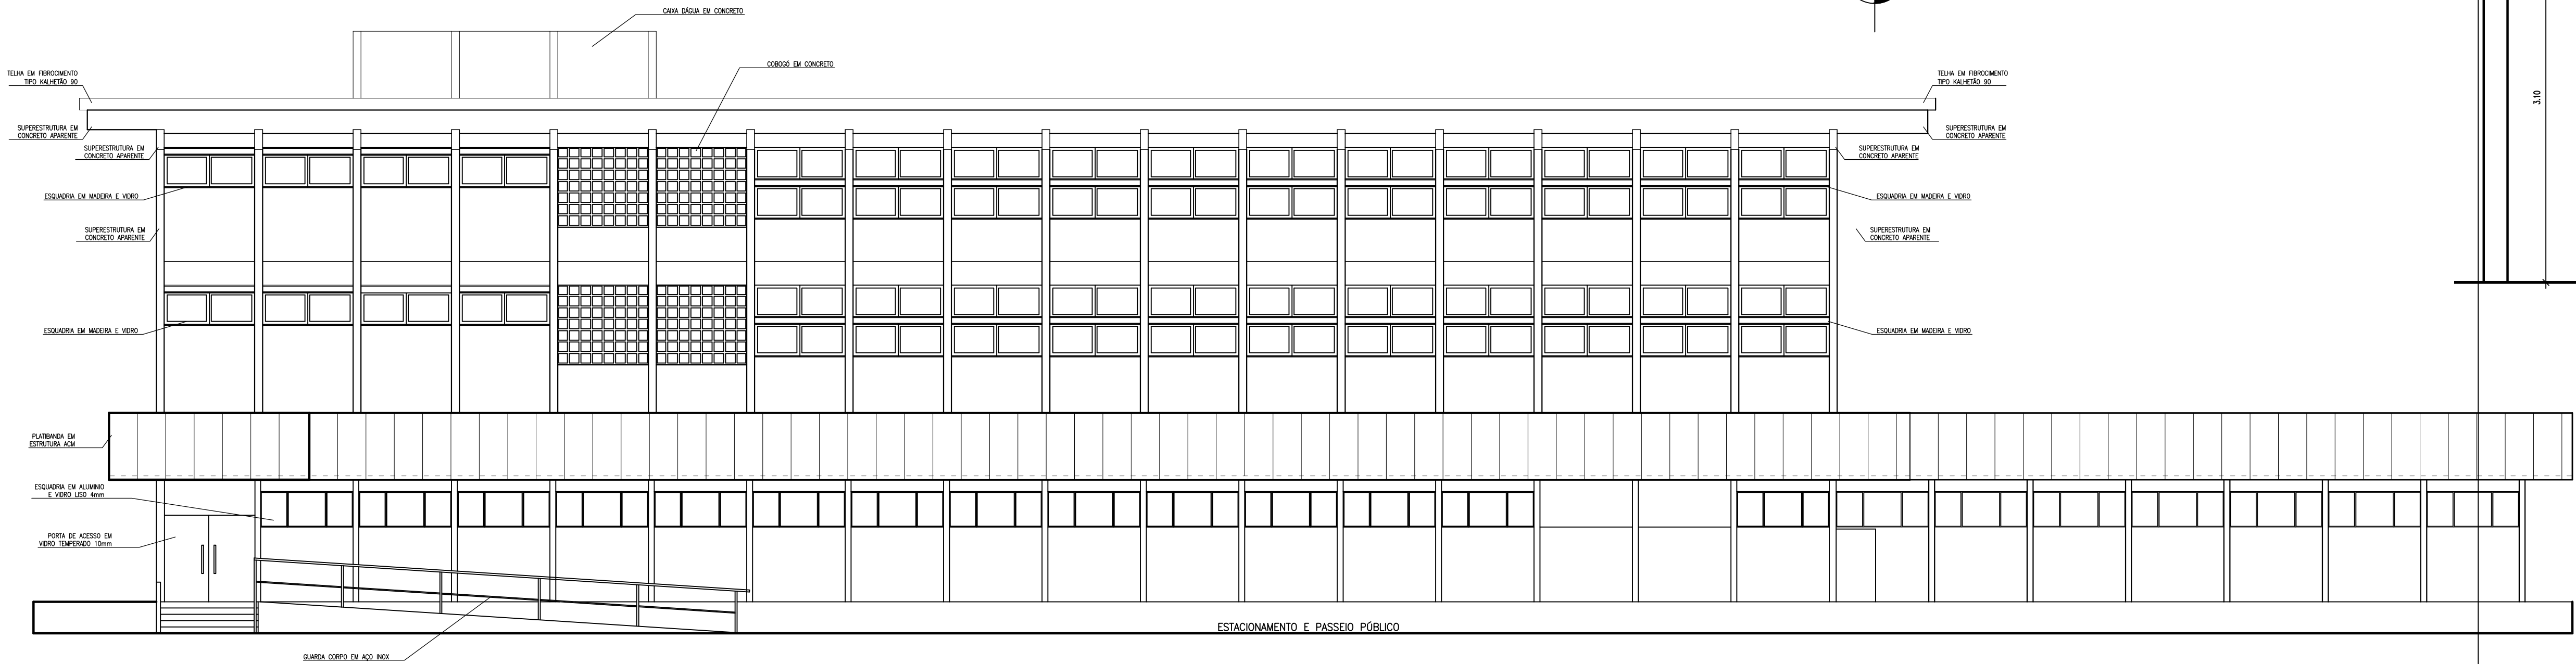 CAIXA DÁGUA EM CONCRETO
COBOGÓ EM CONCRETO
TELHA EM FIBROCIMENTO
TIPO KALHETÃO 90
TELHA EM FIBROCIMENTO
TIPO KALHETÃO 90
3.10
SUPERESTRUTURA EM
CONCRETO APARENTE
SUPERESTRUTURA EM
CONCRETO APARENTE
SUPERESTRUTURA EM
CONCRETO APARENTE
SUPERESTRUTURA EM
CONCRETO APARENTE
ESQUADRIA EM MADEIRA E VIDRO
ESQUADRIA EM MADEIRA E VIDRO
SUPERESTRUTURA EM
CONCRETO APARENTE
SUPERESTRUTURA EM
CONCRETO APARENTE
ESQUADRIA EM MADEIRA E VIDRO
ESQUADRIA EM MADEIRA E VIDRO
PLATIBANDA EM
ESTRUTURA ACM
ESQUADRIA EM ALUMINIO
E VIDRO LISO 4mm
PORTA DE ACESSO EM
VIDRO TEMPERADO 10mm
ESTACIONAMENTO E PASSEIO PÚBLICO
GUARDA CORPO EM AÇO INOX